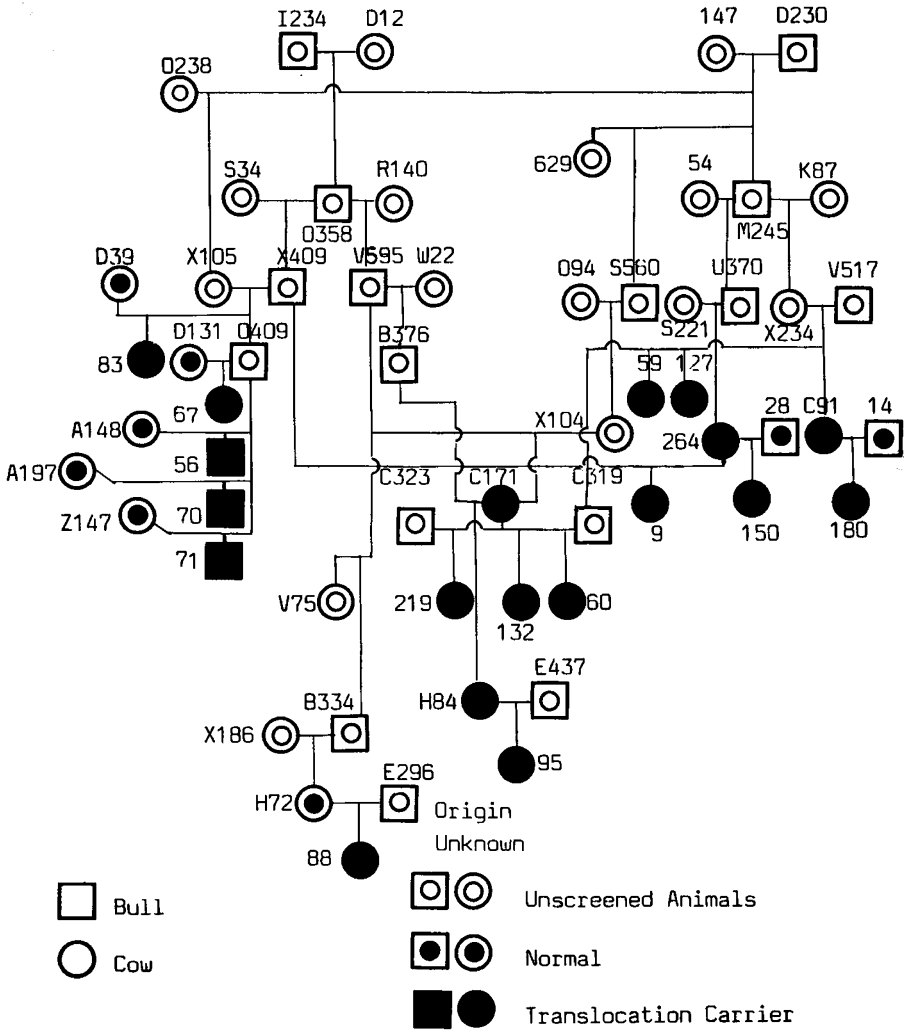 I234 D12 147 D230
O238
629 54 K87
S34 R140
O358 M245
D39 X105 X409 V595 W22 O94 S560 U370 V517
S221 X234
D131 O409 B376
83 59 127
67 X104 28 C91 14
A148 264
A197 56 C323 C171 C319
Z147 70 9 150 180
71
V75 219 60
132
E437
B334 H84
X186
95
E296
H72 Origin
Unknown
88
Bull Unscreened Animals
Cow Normal
Translocation Carrier